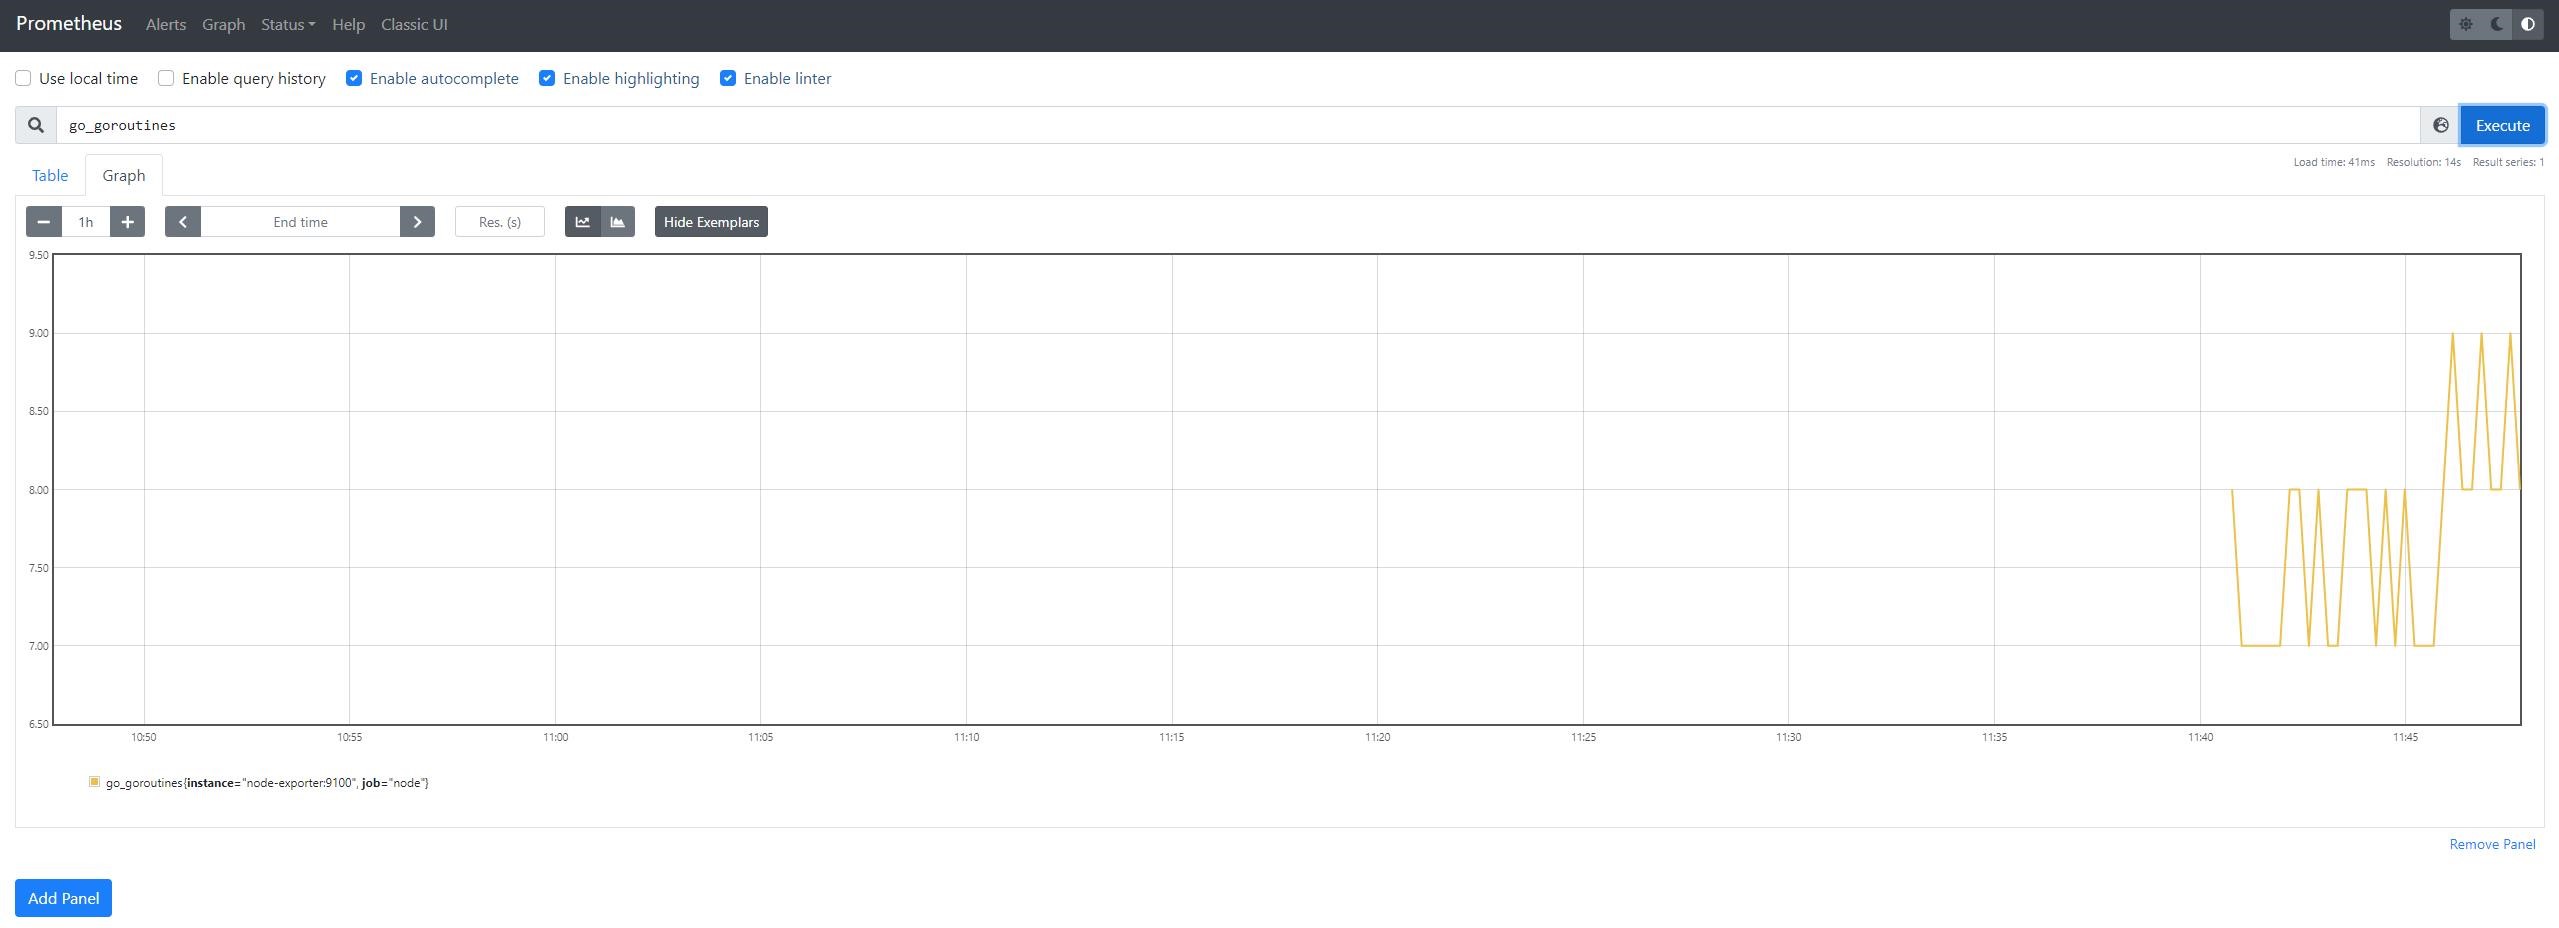 Prometheus Alerts Graph Status Help Classic UI
Use local time Enable query history Enable autocomplete Enable highlighting Enable linter
go_goroutines Execute
Load time: 41ms Resolution: 14s Result series: 1
Table Graph
1h End time Res. (s) Hide Exemplars
9.50
9.00
8.50
8.00
7.50
7.00
6.50
10:50 10:55 11:00 11:05 11:10 11:15 11:20 11:25 11:30 11:35 11:40 11:45
go_goroutines{instance="node-exporter:9100", job="node"}
Remove Panel
Add Panel